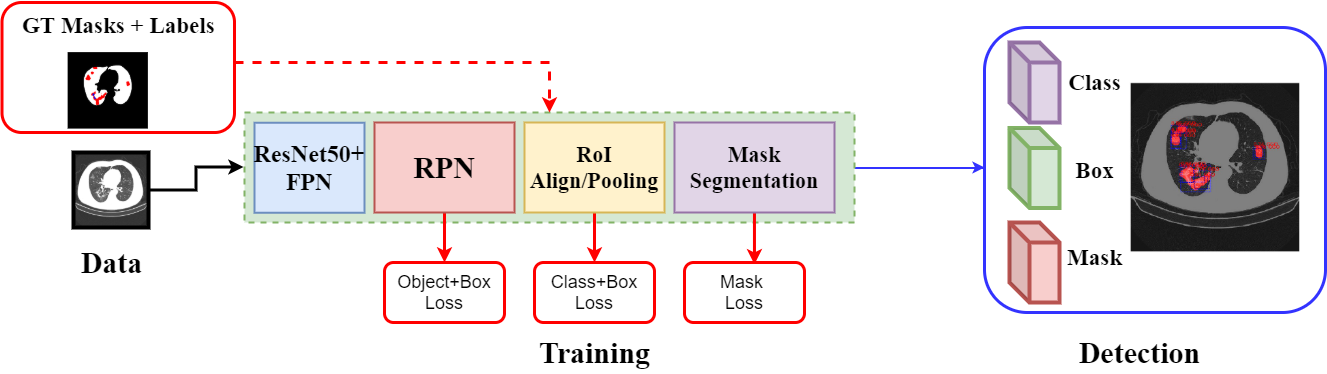 GT Masks + Labels
Data
ResNet50+
FPN
RPN
RoI
Align/Pooling
Mask
Segmentation
Object+Box
Loss
Class+Box
Loss
Mask
Loss
Training
Class
Box
Mask
Detection